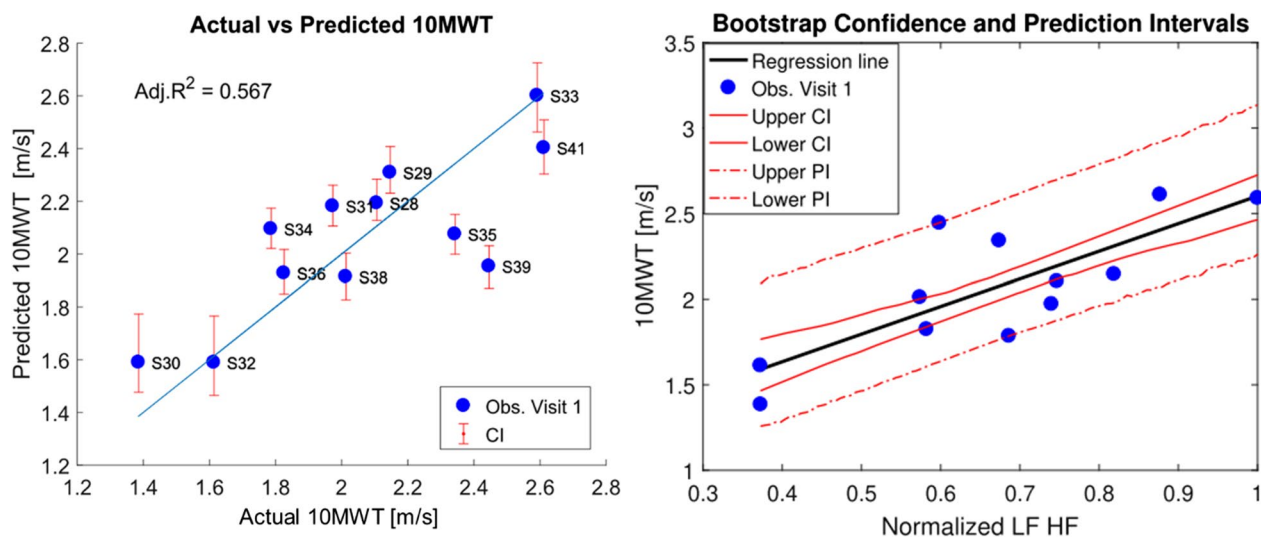 Actual vs Predicted 10MWT
Adj.R² = 0.567
Predicted 10MWT [m/s]
2.8
2.6
2.4
2.2
2
1.8
1.6
1.4
1.2
S33
S41
S29
S31
S28
S34
S35
S39
S36
S38
S30
S32
Obs. Visit 1
CI
1.2 1.4 1.6 1.8 2 2.2 2.4 2.6 2.8
Actual 10MWT [m/s]
Bootstrap Confidence and Prediction Intervals
Regression line
Obs. Visit 1
Upper CI
Lower CI
Upper PI
Lower PI
10MWT [m/s]
3.5
3
2.5
2
1.5
1
0.3 0.4 0.5 0.6 0.7 0.8 0.9 1
Normalized LF HF